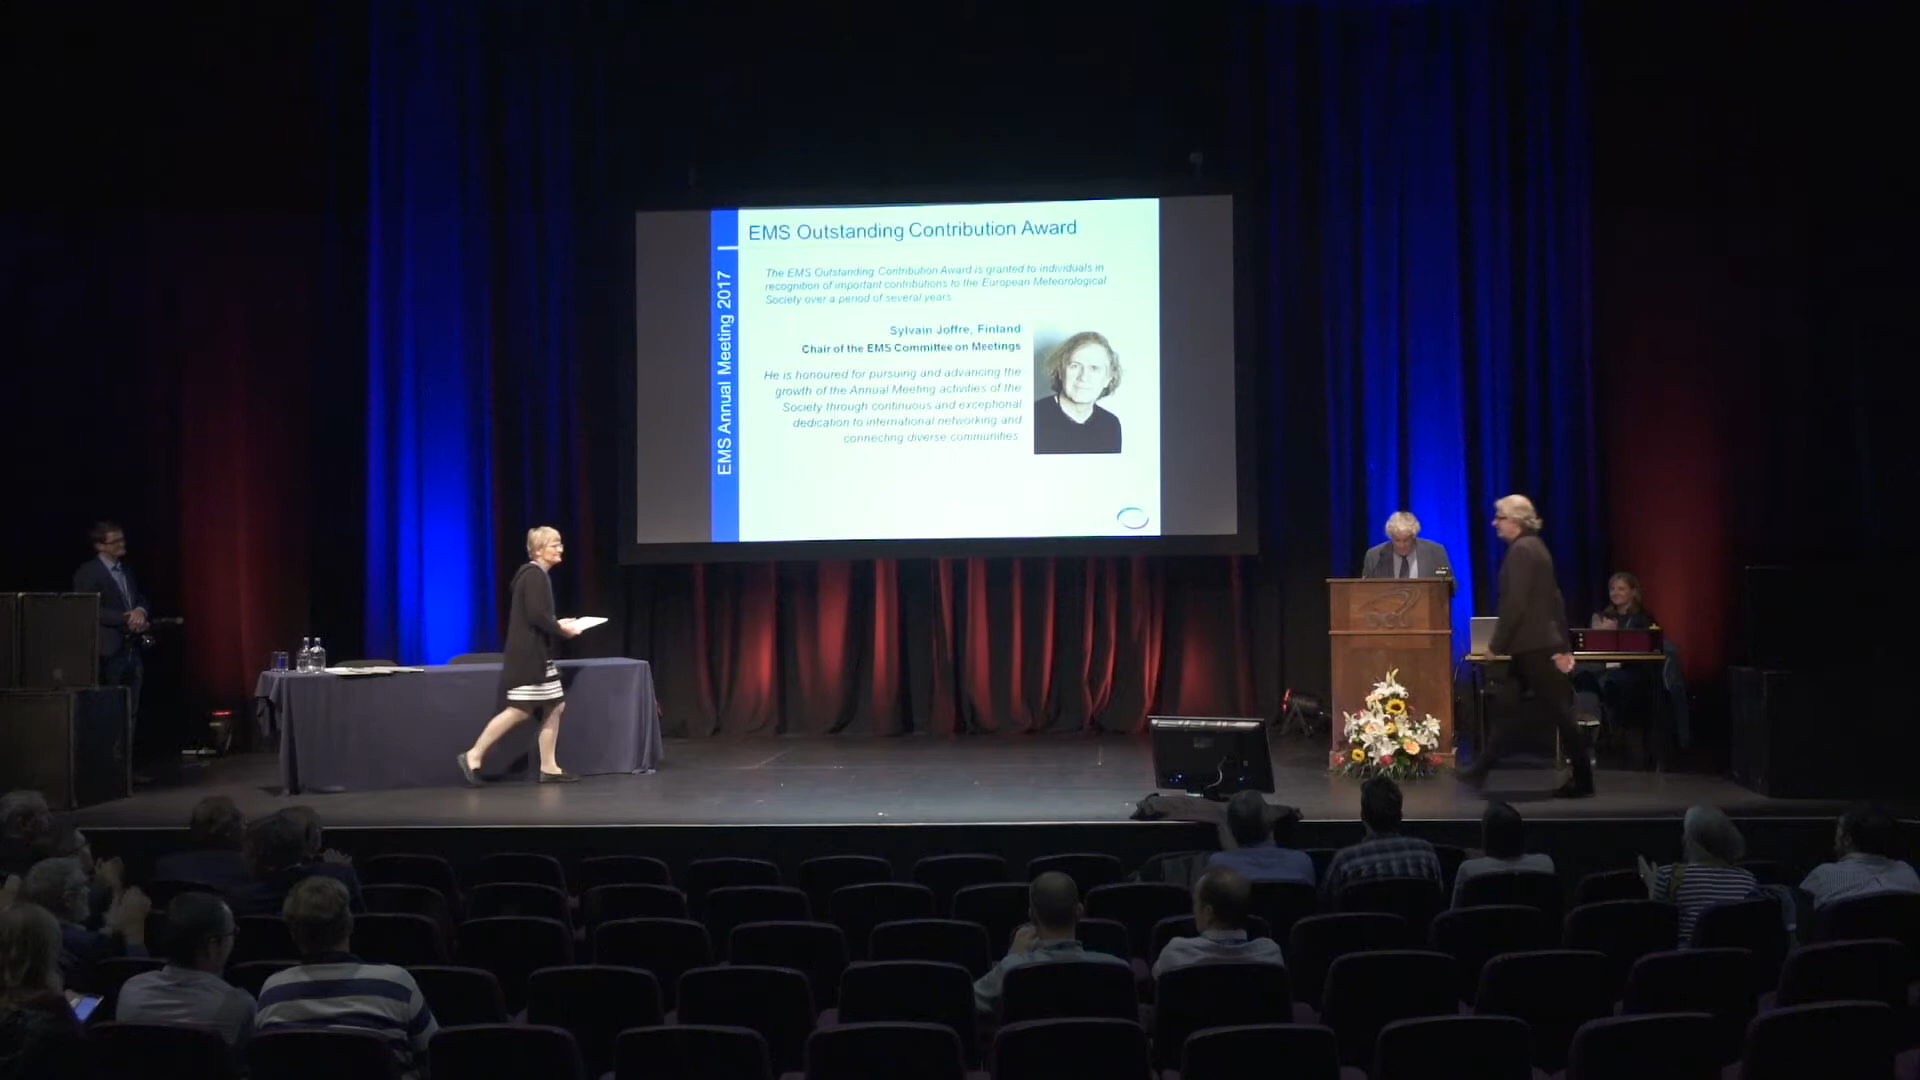 EMS Annual Meeting 2017
EMS Outstanding Contribution Award
The EMS Outstanding Contribution Award is granted to individuals in
recognition of important contributions to the European Meteorological
Society over a period of several years.
Sylvain Joffre, Finland
Chair of the EMS Committee on Meetings
He is honoured for pursuing and advancing the
growth of the Annual Meeting activities of the
Society through continuous and exceptional
dedication to international networking and
connecting diverse communities.